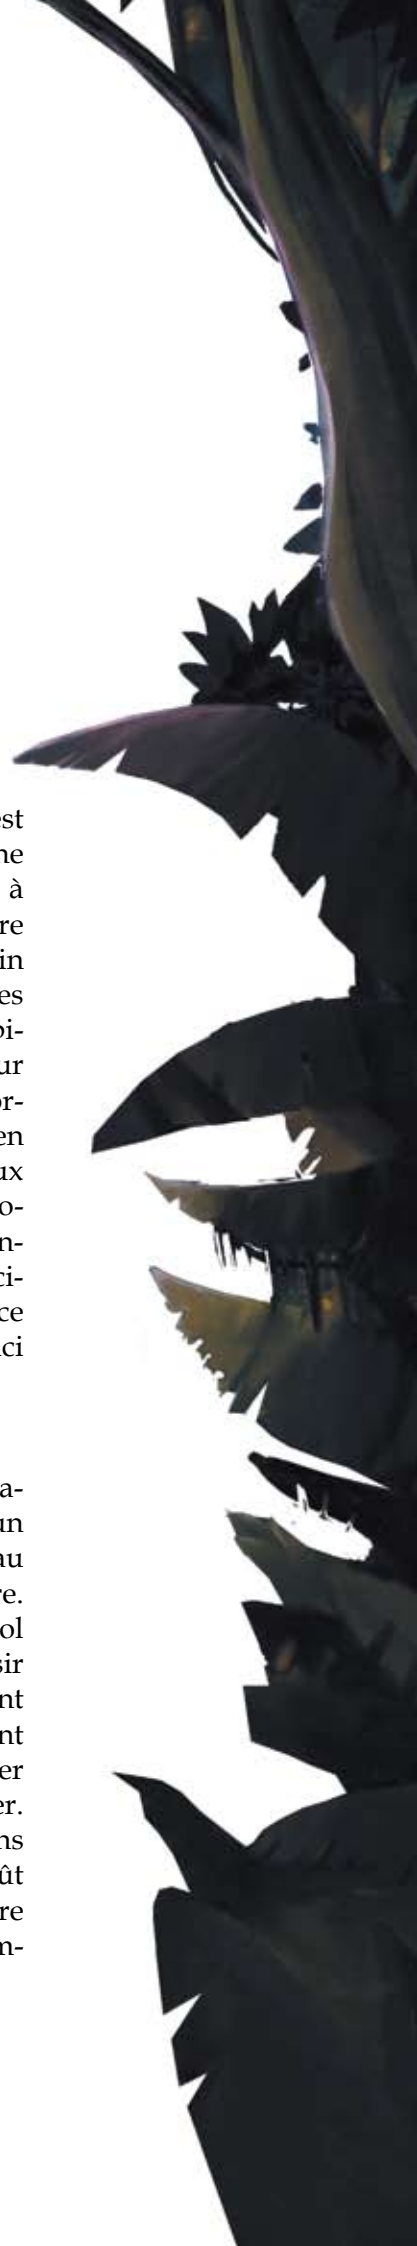 est
ne
à
re
in
es
pi-
ur
or-
en
ux
o-
n-
ci-
ce
ci
a-
un
au
re.
ol
sir
nt
nt
er
er.
ns
ût
re
m-